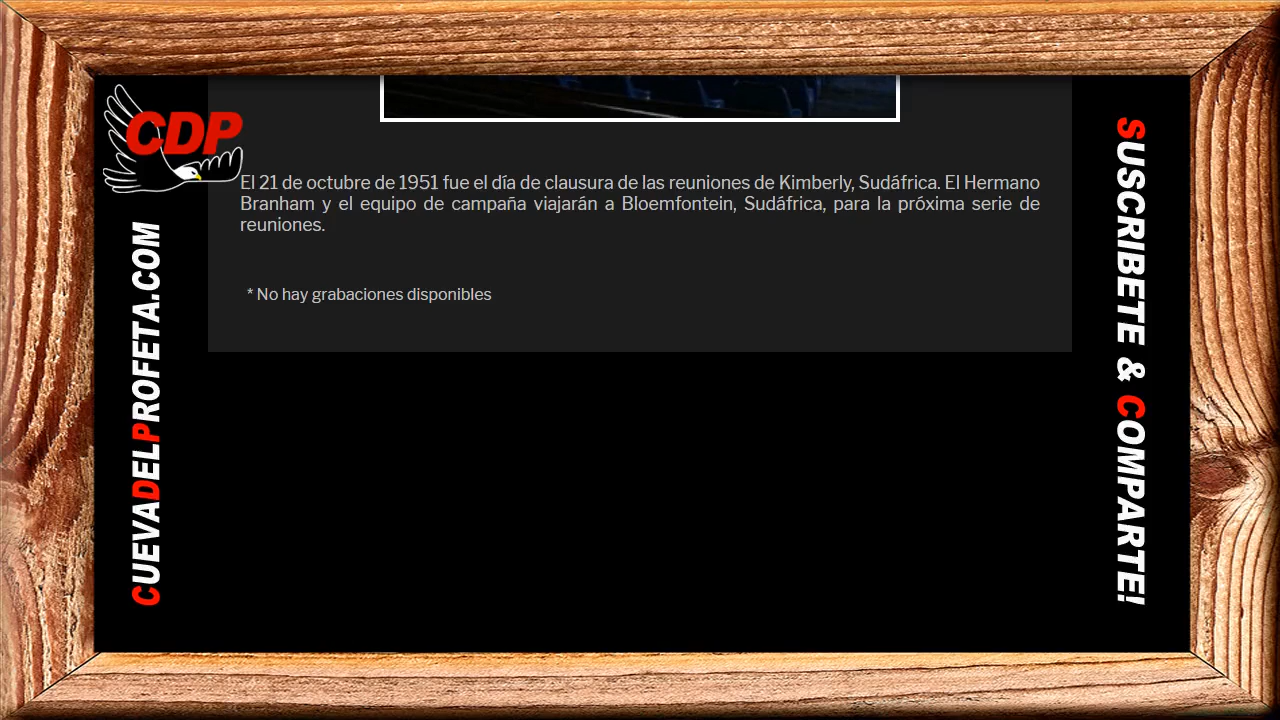 CDP
El 21 de octubre de 1951 fue el día de clausura de las reuniones de Kimberly, Sudáfrica. El Hermano
Branham y el equipo de campaña viajarán a Bloemfontein, Sudáfrica, para la próxima serie de
reuniones.
* No hay grabaciones disponibles
CUEVADELPROFETA.COM
SUSCRIBETE & COMPARTE!